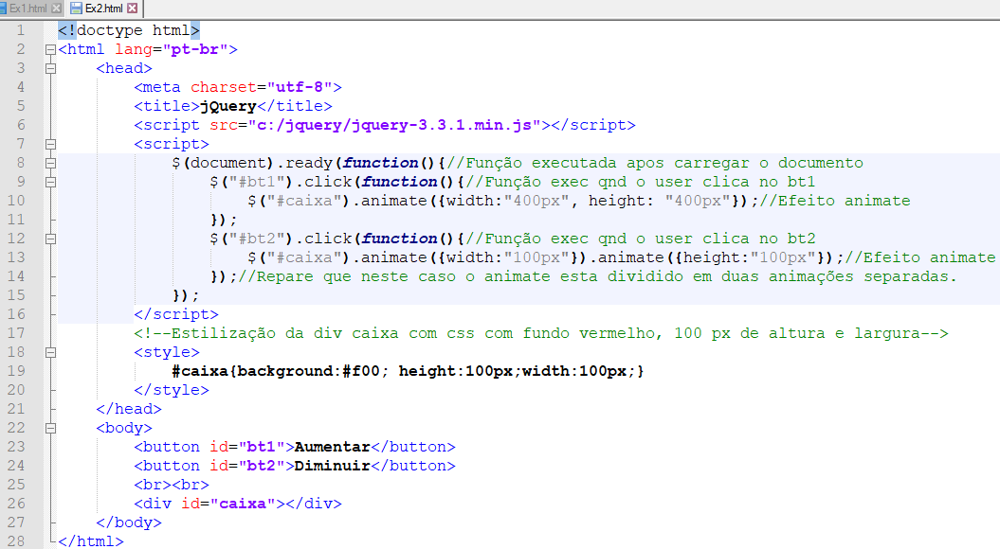 Ex1.html Ex2.html
1 <!doctype html>
2 <html lang="pt-br">
3 <head>
4 <meta charset="utf-8">
5 <title>jQuery</title>
6 <script src="c:/jquery/jquery-3.3.1.min.js"></script>
7 <script>
8 $(document).ready(function(){//Função executada apos carregar o documento
9 $("#bt1").click(function(){//Função exec qnd o user clica no bt1
10 $("#caixa").animate({width:"400px", height: "400px"});//Efeito animate
11 });
12 $("#bt2").click(function(){//Função exec qnd o user clica no bt2
13 $("#caixa").animate({width:"100px"}).animate({height:"100px"});//Efeito animate
14 });//Repare que neste caso o animate esta dividido em duas animações separadas.
15 });
16 </script>
17 <!--Estilização da div caixa com css com fundo vermelho, 100 px de altura e largura-->
18 <style>
19 #caixa{background:#f00; height:100px;width:100px;}
20 </style>
21 </head>
22 <body>
23 <button id="bt1">Aumentar</button>
24 <button id="bt2">Diminuir</button>
25 <br><br>
26 <div id="caixa"></div>
27 </body>
28 </html>